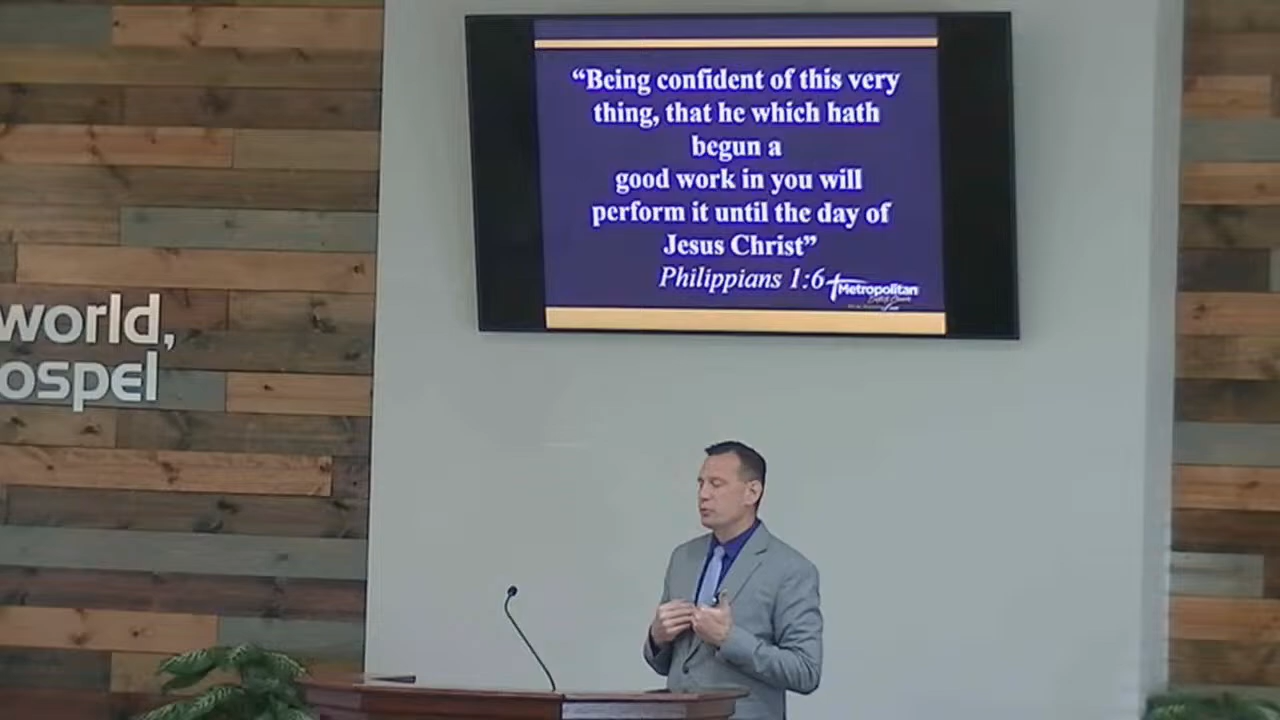 “Being confident of this very
thing, that he which hath
begun a
good work in you will
perform it until the day of
Jesus Christ”
Philippians 1:6
Metropolitan
world,
ospel